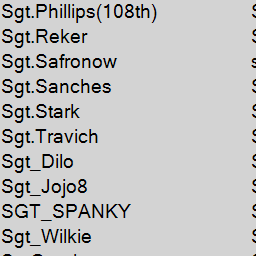 Sgt.Phillips(108th)
Sgt.Reker
Sgt.Safronow
Sgt.Sanches
Sgt.Stark
Sgt.Travich
Sgt_Dilo
Sgt_Jojo8
SGT_SPANKY
Sgt_Wilkie